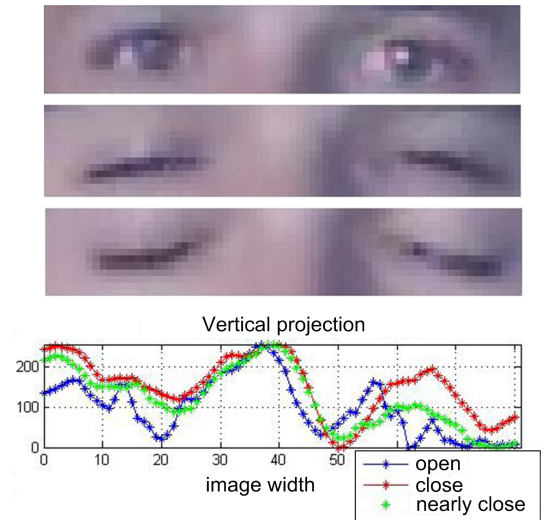 Vertical projection
200
100
0
0 10 20 30 40 50
image width
open
close
nearly close